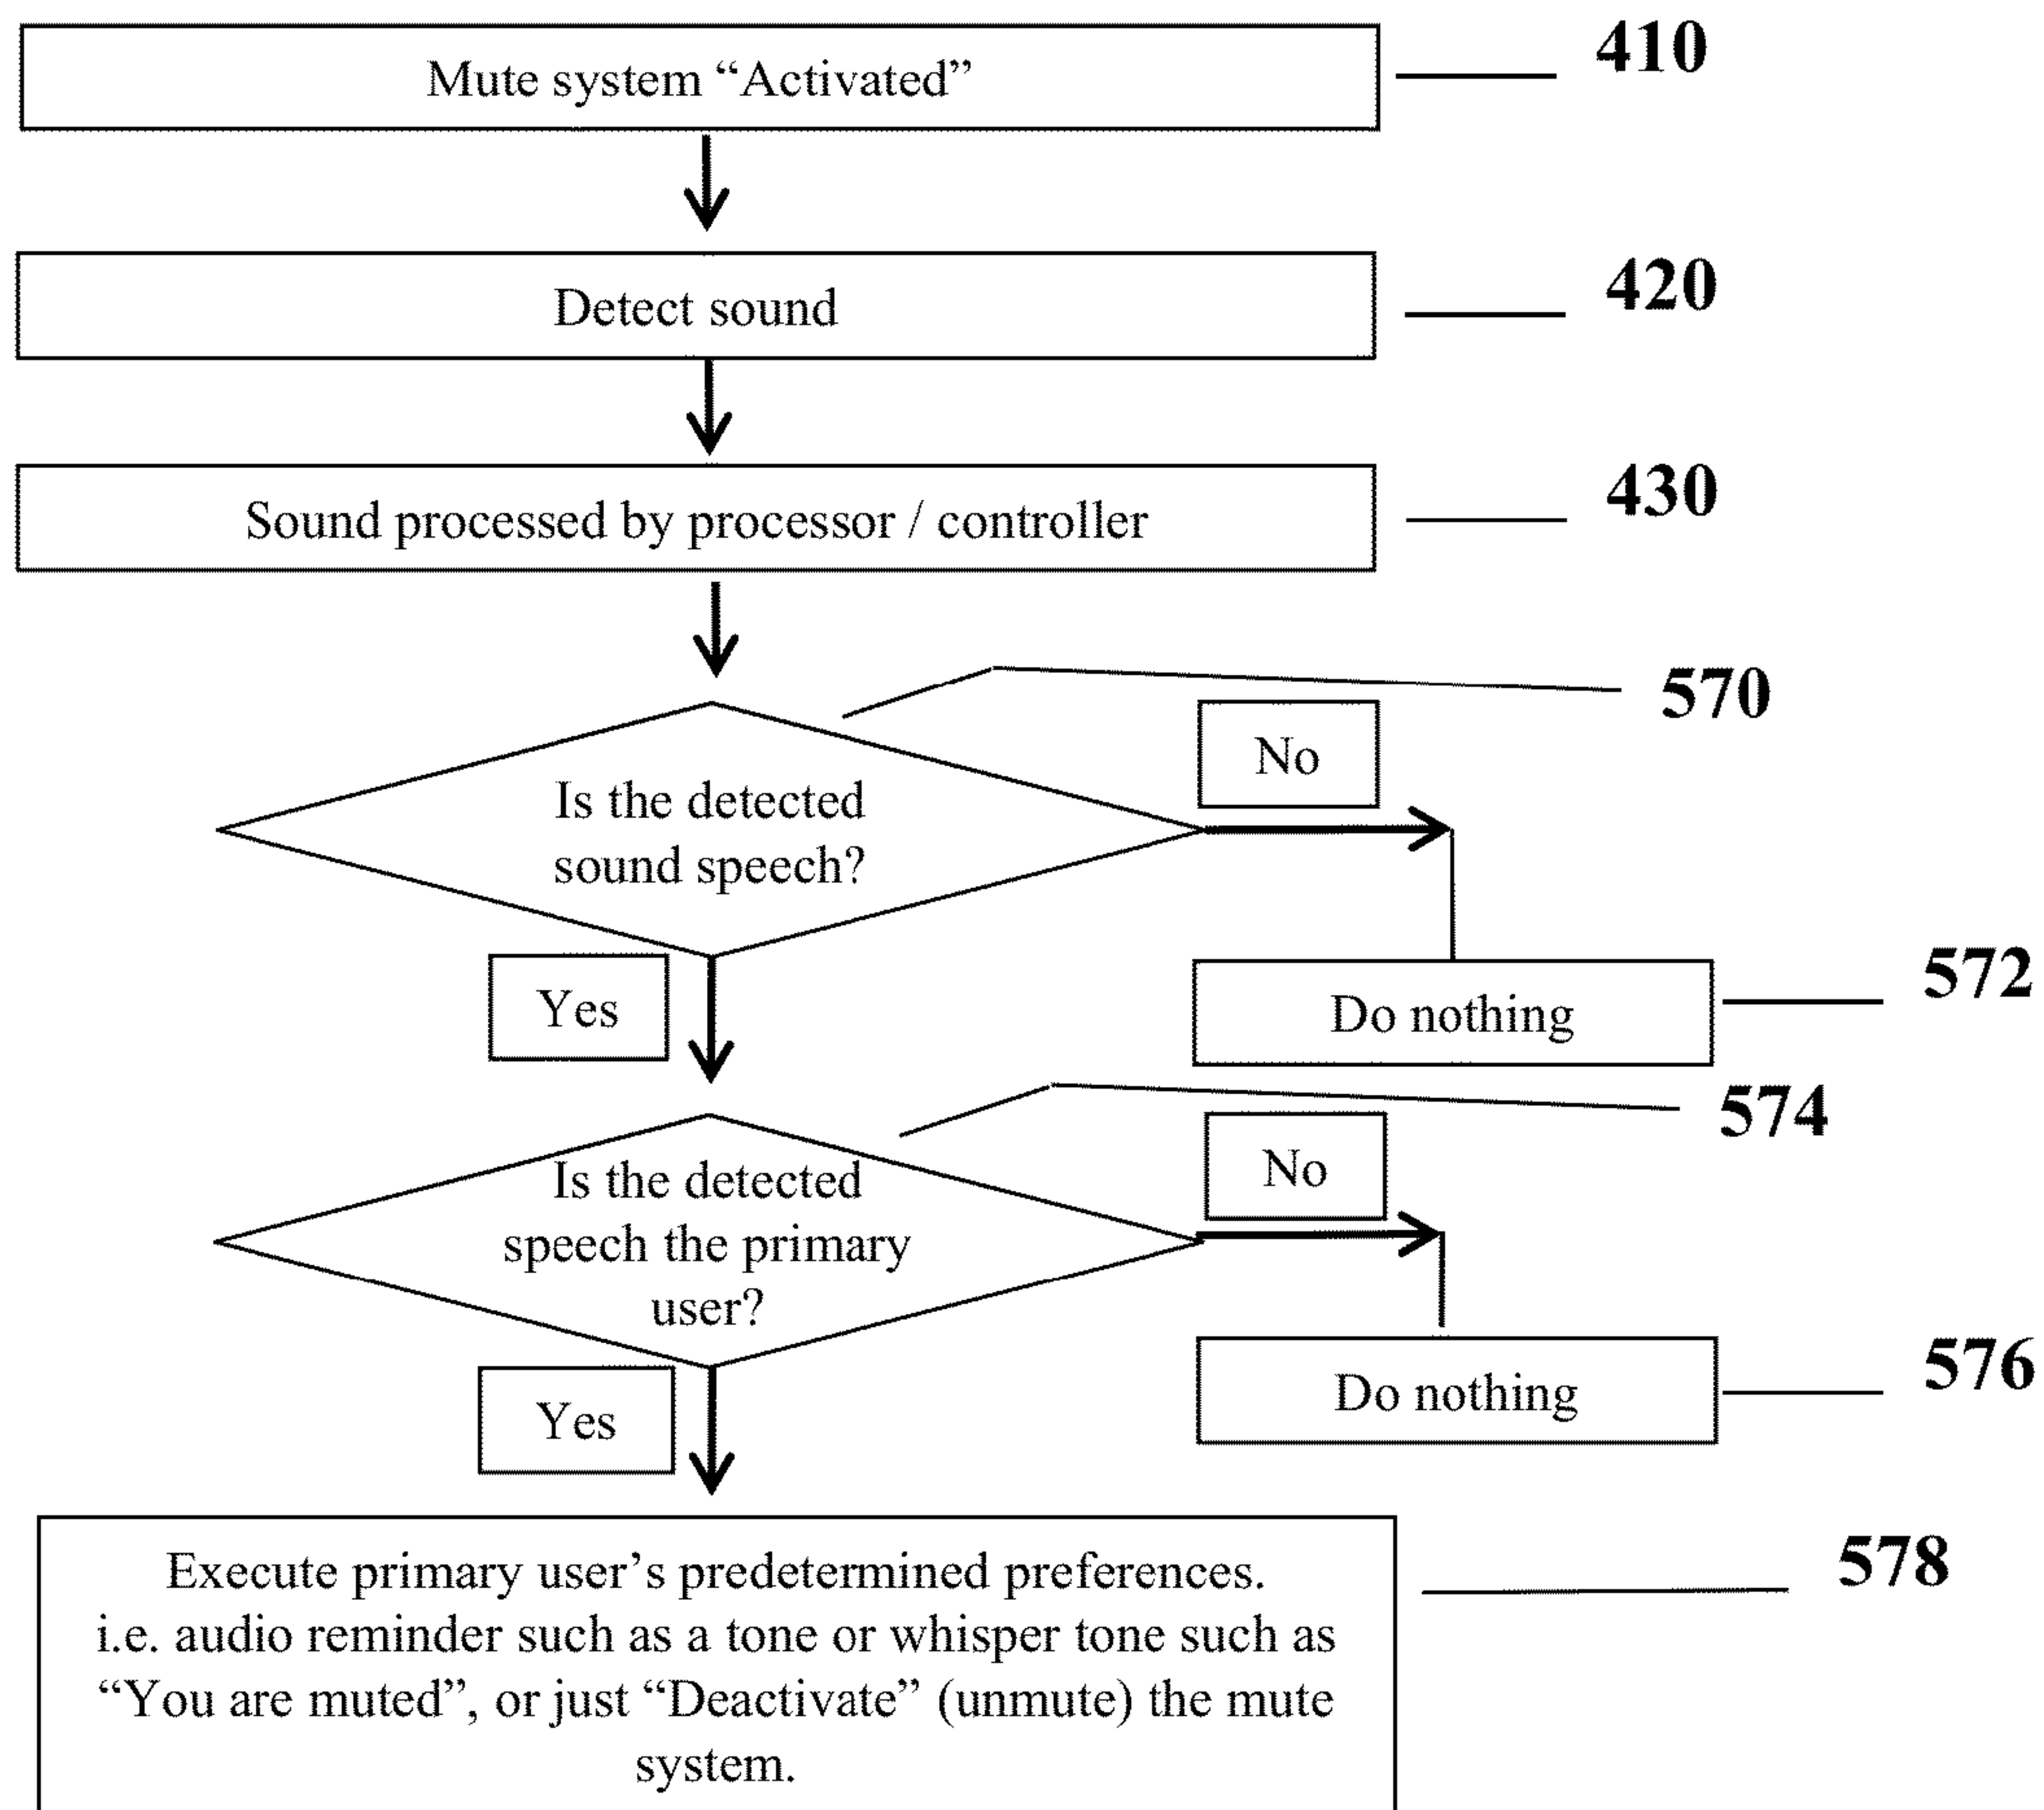 Mute system “Activated”
410
Detect sound
420
Sound processed by processor / controller
430
570
Is the detected
sound speech?
No
Yes
Do nothing
572
574
Is the detected
speech the primary
user?
No
Yes
Do nothing
576
Execute primary user’s predetermined preferences.
i.e. audio reminder such as a tone or whisper tone such as
“You are muted”, or just “Deactivate” (unmute) the mute
system.
578